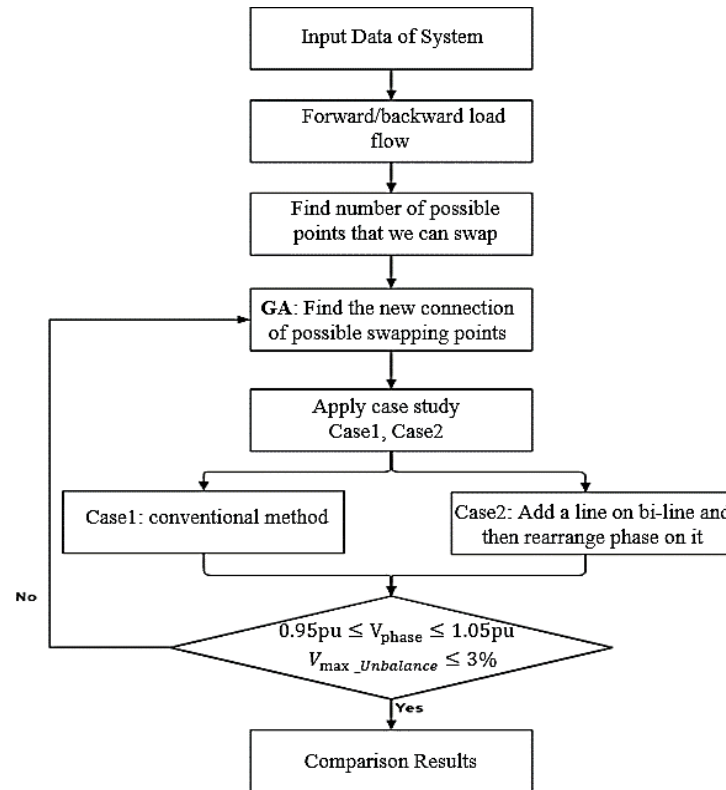 Input Data of System
Forward/backward load
flow
Find number of possible
points that we can swap
GA: Find the new connection
of possible swapping points
Apply case study
Case1, Case2
Case1: conventional method
Case2: Add a line on bi-line and
then rearrange phase on it
No
0.95pu ≤ V_phase ≤ 1.05pu
V_max_Unbalance ≤ 3%
Yes
Comparison Results